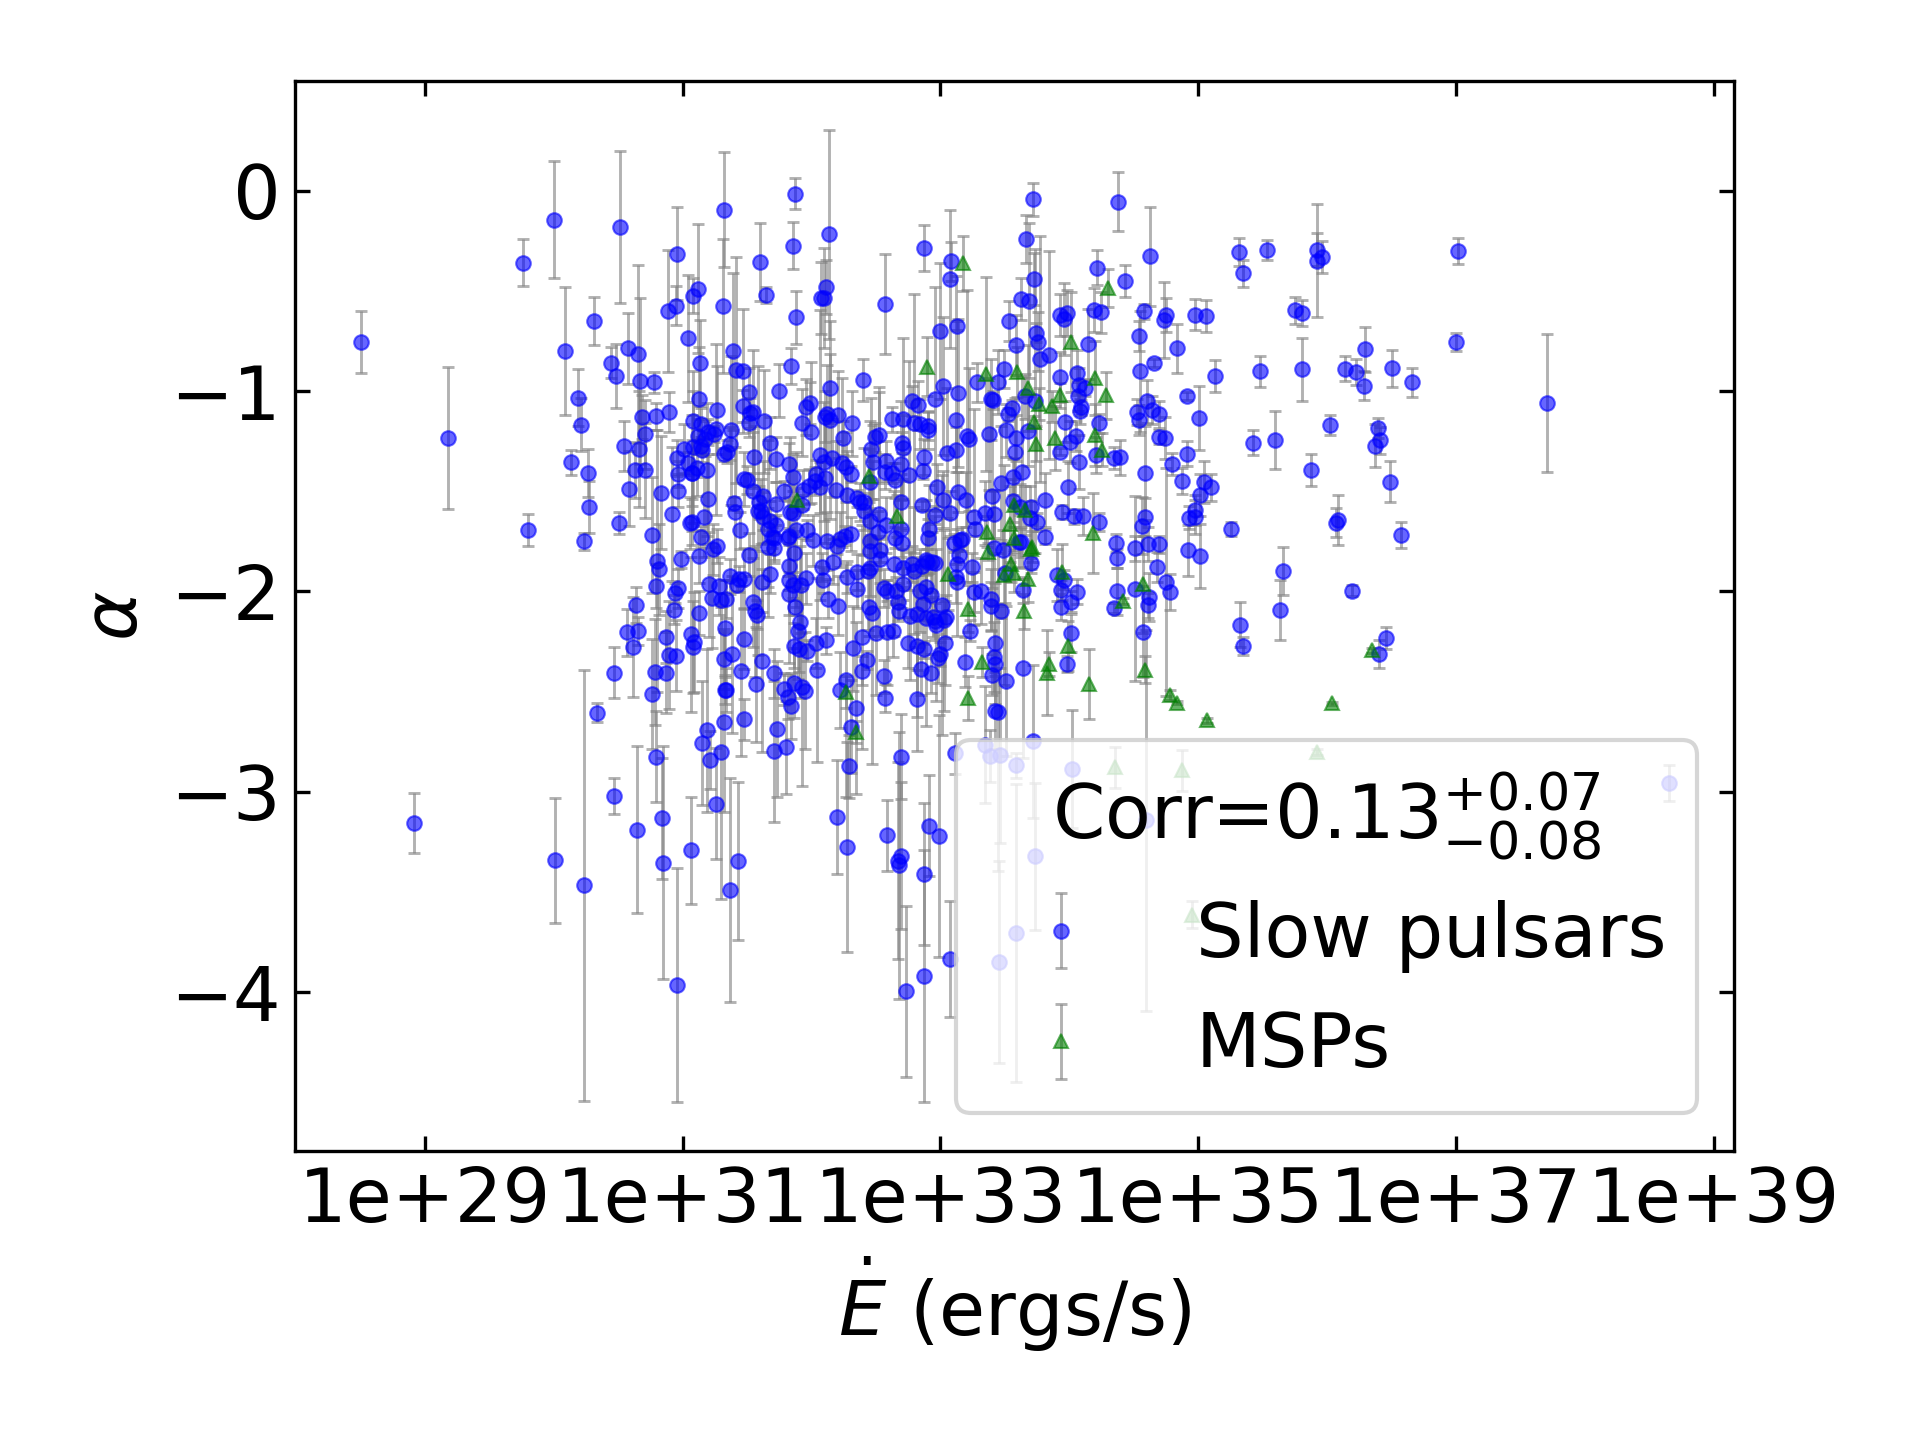 0
−1
−2
−3
−4
α
Corr=0.13+0.07−0.08
Slow pulsars
MSPs
1e+29 1e+31 1e+33 1e+35 1e+37 1e+39
Ė (ergs/s)